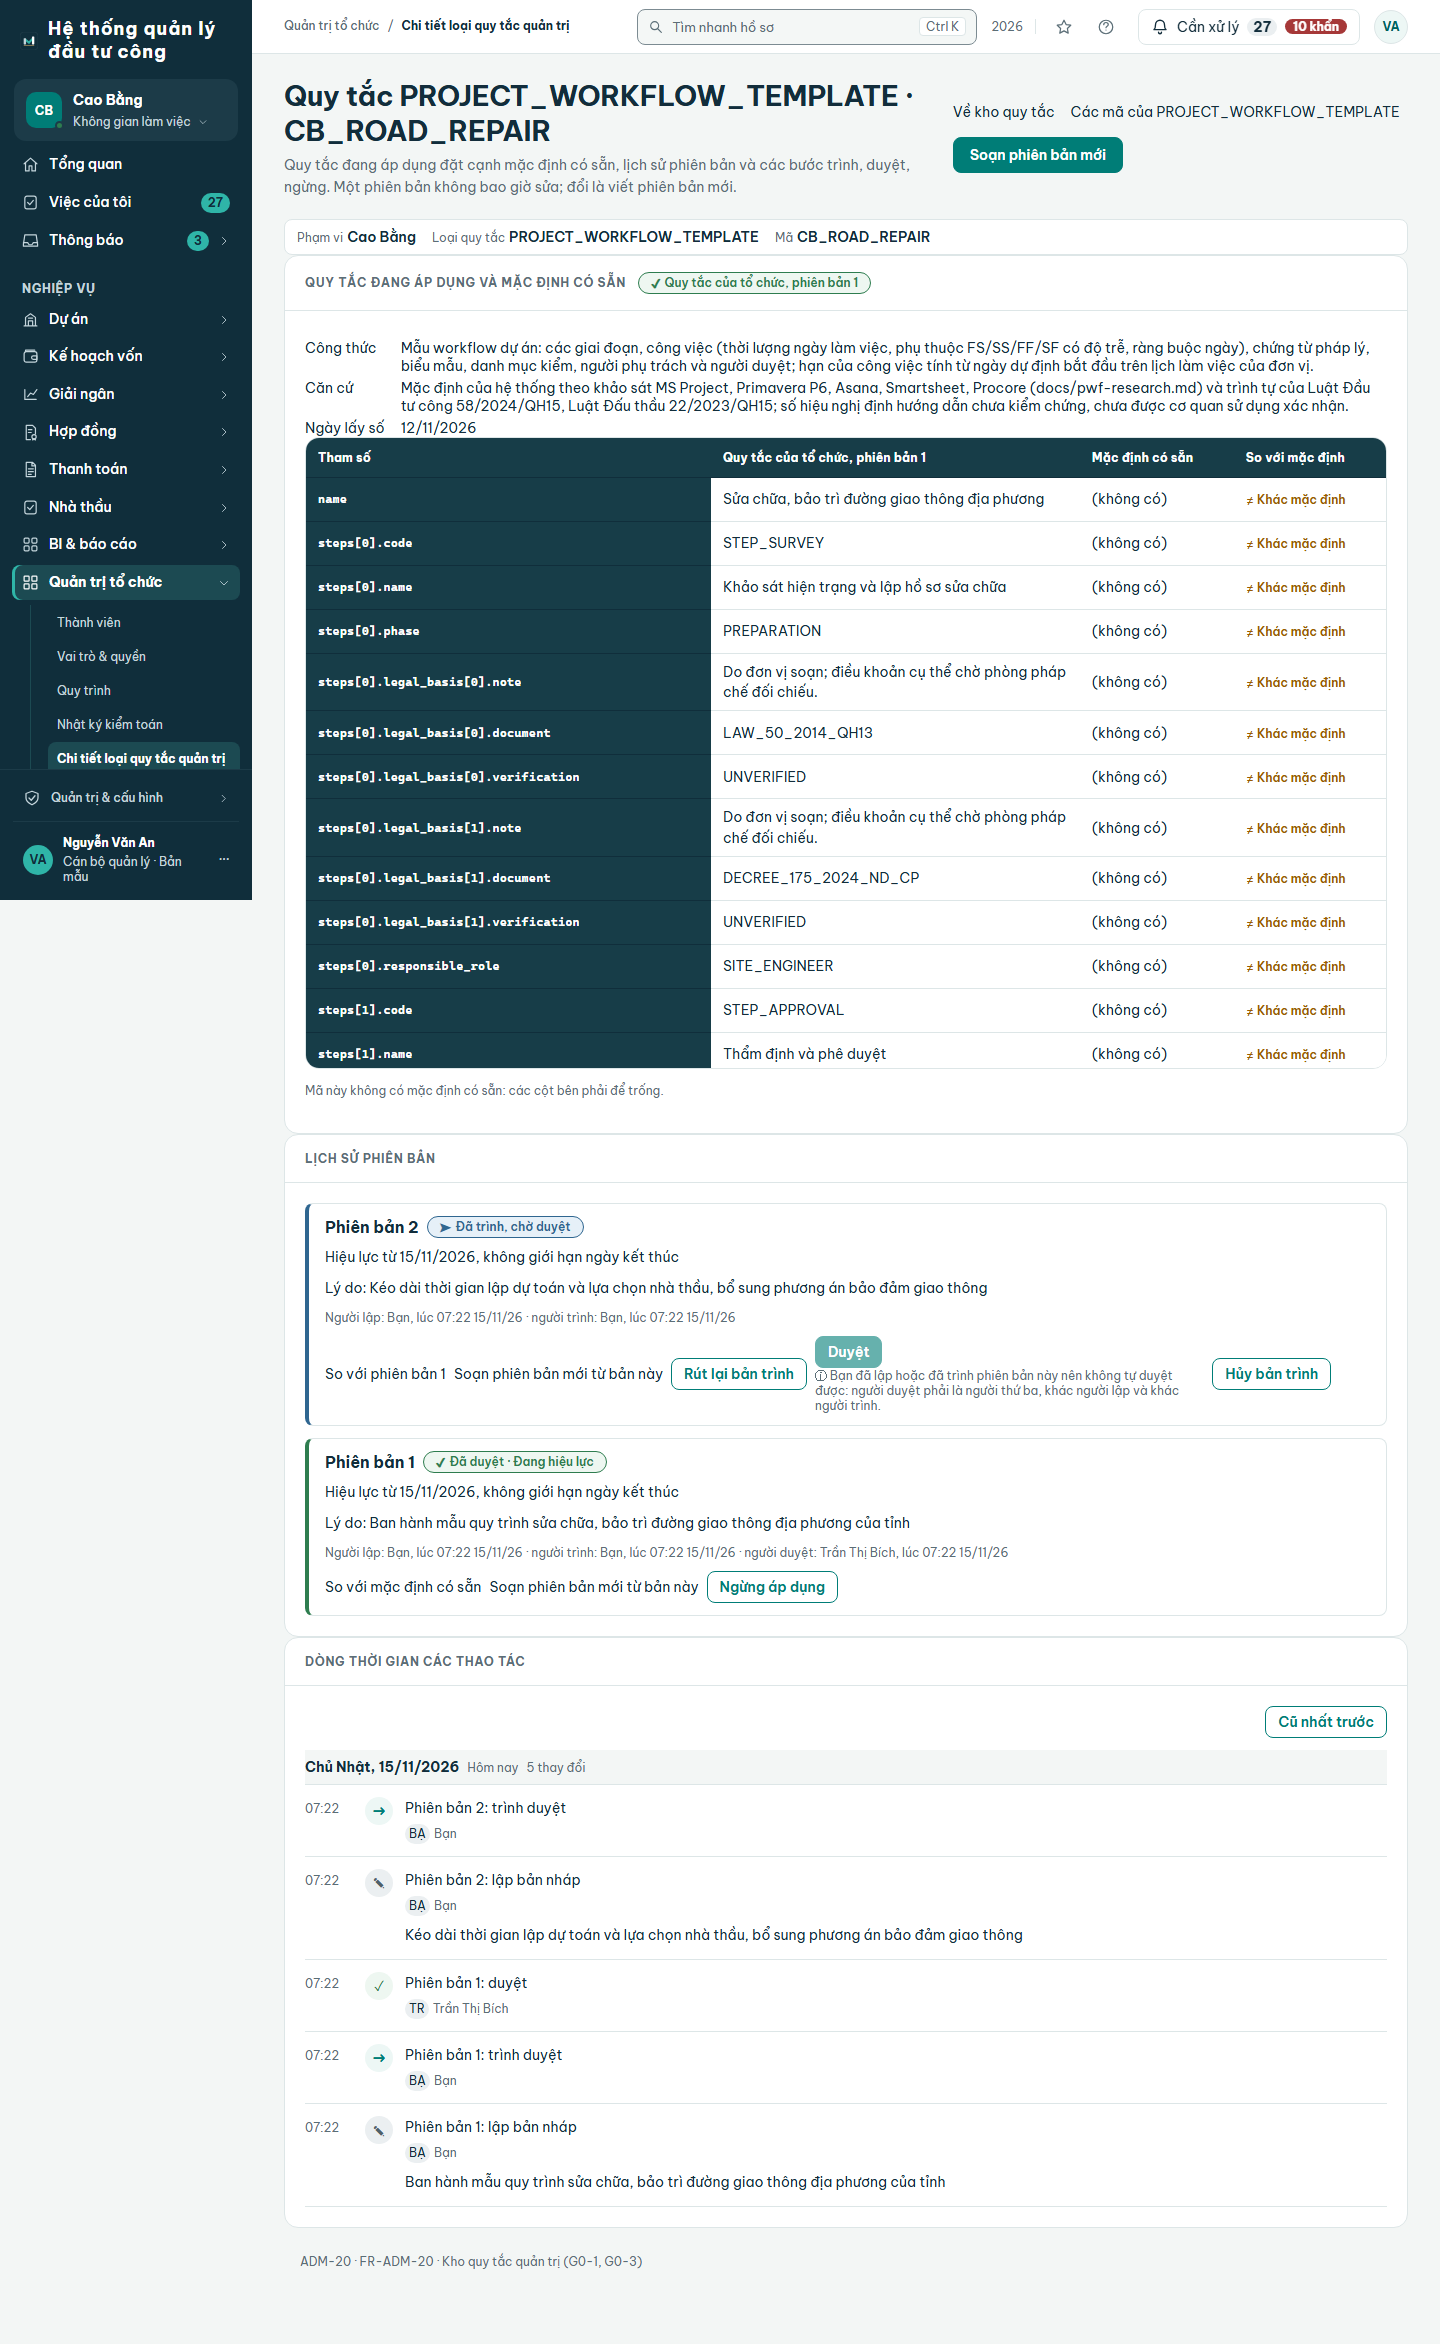 Hệ thống quản lý
đầu tư công
CB
Cao Bằng
Không gian làm việc
Tổng quan
Việc của tôi 27
Thông báo 3
NGHIỆP VỤ
Dự án
Kế hoạch vốn
Giải ngân
Hợp đồng
Thanh toán
Nhà thầu
BI & báo cáo
Quản trị tổ chức
Thành viên
Vai trò & quyền
Quy trình
Nhật ký kiểm toán
Chi tiết loại quy tắc quản trị
Quản trị & cấu hình
VA
Nguyễn Văn An
Cán bộ quản lý · Bản
mẫu
Quản trị tổ chức / Chi tiết loại quy tắc quản trị
Tìm nhanh hồ sơ Ctrl K
2026
Cần xử lý 27 10 khẩn
VA
Quy tắc PROJECT_WORKFLOW_TEMPLATE ·
CB_ROAD_REPAIR
Quy tắc đang áp dụng đặt cạnh mặc định có sẵn, lịch sử phiên bản và các bước trình, duyệt,
ngừng. Một phiên bản không bao giờ sửa; đổi là viết phiên bản mới.
Về kho quy tắc Các mã của PROJECT_WORKFLOW_TEMPLATE
Soạn phiên bản mới
Phạm vi Cao Bằng Loại quy tắc PROJECT_WORKFLOW_TEMPLATE Mã CB_ROAD_REPAIR
QUY TẮC ĐANG ÁP DỤNG VÀ MẶC ĐỊNH CÓ SẴN ✓ Quy tắc của tổ chức, phiên bản 1
Công thức Mẫu workflow dự án: các giai đoạn, công việc (thời lượng ngày làm việc, phụ thuộc FS/SS/FF/SF có độ trễ, ràng buộc ngày), chứng từ pháp lý,
biểu mẫu, danh mục kiểm, người phụ trách và người duyệt; hạn của công việc tính từ ngày dự định bắt đầu trên lịch làm việc của đơn vị.
Căn cứ Mặc định của hệ thống theo khảo sát MS Project, Primavera P6, Asana, Smartsheet, Procore (docs/pwf-research.md) và trình tự của Luật Đầu
tư công 58/2024/QH15, Luật Đấu thầu 22/2023/QH15; số hiệu nghị định hướng dẫn chưa kiểm chứng, chưa được cơ quan sử dụng xác nhận.
Ngày lấy số 12/11/2026
Tham số Quy tắc của tổ chức, phiên bản 1 Mặc định có sẵn So với mặc định
name Sửa chữa, bảo trì đường giao thông địa phương (không có) ≠ Khác mặc định
steps[0].code STEP_SURVEY (không có) ≠ Khác mặc định
steps[0].name Khảo sát hiện trạng và lập hồ sơ sửa chữa (không có) ≠ Khác mặc định
steps[0].phase PREPARATION (không có) ≠ Khác mặc định
steps[0].legal_basis[0].note Do đơn vị soạn; điều khoản cụ thể chờ phòng pháp
chế đối chiếu. (không có) ≠ Khác mặc định
steps[0].legal_basis[0].document LAW_50_2014_QH13 (không có) ≠ Khác mặc định
steps[0].legal_basis[0].verification UNVERIFIED (không có) ≠ Khác mặc định
steps[0].legal_basis[1].note Do đơn vị soạn; điều khoản cụ thể chờ phòng pháp
chế đối chiếu. (không có) ≠ Khác mặc định
steps[0].legal_basis[1].document DECREE_175_2024_ND_CP (không có) ≠ Khác mặc định
steps[0].legal_basis[1].verification UNVERIFIED (không có) ≠ Khác mặc định
steps[0].responsible_role SITE_ENGINEER (không có) ≠ Khác mặc định
steps[1].code STEP_APPROVAL (không có) ≠ Khác mặc định
steps[1].name Thẩm định và phê duyệt (không có) ≠ Khác mặc định
Mã này không có mặc định có sẵn: các cột bên phải để trống.
LỊCH SỬ PHIÊN BẢN
Phiên bản 2 ➤ Đã trình, chờ duyệt
Hiệu lực từ 15/11/2026, không giới hạn ngày kết thúc
Lý do: Kéo dài thời gian lập dự toán và lựa chọn nhà thầu, bổ sung phương án bảo đảm giao thông
Người lập: Bạn, lúc 07:22 15/11/26 · người trình: Bạn, lúc 07:22 15/11/26
So với phiên bản 1 Soạn phiên bản mới từ bản này Rút lại bản trình Duyệt Hủy bản trình
ⓘ Bạn đã lập hoặc đã trình phiên bản này nên không tự duyệt
được: người duyệt phải là người thứ ba, khác người lập và khác
người trình.
Phiên bản 1 ✓ Đã duyệt · Đang hiệu lực
Hiệu lực từ 15/11/2026, không giới hạn ngày kết thúc
Lý do: Ban hành mẫu quy trình sửa chữa, bảo trì đường giao thông địa phương của tỉnh
Người lập: Bạn, lúc 07:22 15/11/26 · người trình: Bạn, lúc 07:22 15/11/26 · người duyệt: Trần Thị Bích, lúc 07:22 15/11/26
So với mặc định có sẵn Soạn phiên bản mới từ bản này Ngừng áp dụng
DÒNG THỜI GIAN CÁC THAO TÁC
Cũ nhất trước
Chủ Nhật, 15/11/2026 Hôm nay 5 thay đổi
07:22 → Phiên bản 2: trình duyệt
BẠ Bạn
07:22 Phiên bản 2: lập bản nháp
BẠ Bạn
Kéo dài thời gian lập dự toán và lựa chọn nhà thầu, bổ sung phương án bảo đảm giao thông
07:22 ✓ Phiên bản 1: duyệt
TR Trần Thị Bích
07:22 → Phiên bản 1: trình duyệt
BẠ Bạn
07:22 Phiên bản 1: lập bản nháp
BẠ Bạn
Ban hành mẫu quy trình sửa chữa, bảo trì đường giao thông địa phương của tỉnh
ADM-20 · FR-ADM-20 · Kho quy tắc quản trị (G0-1, G0-3)